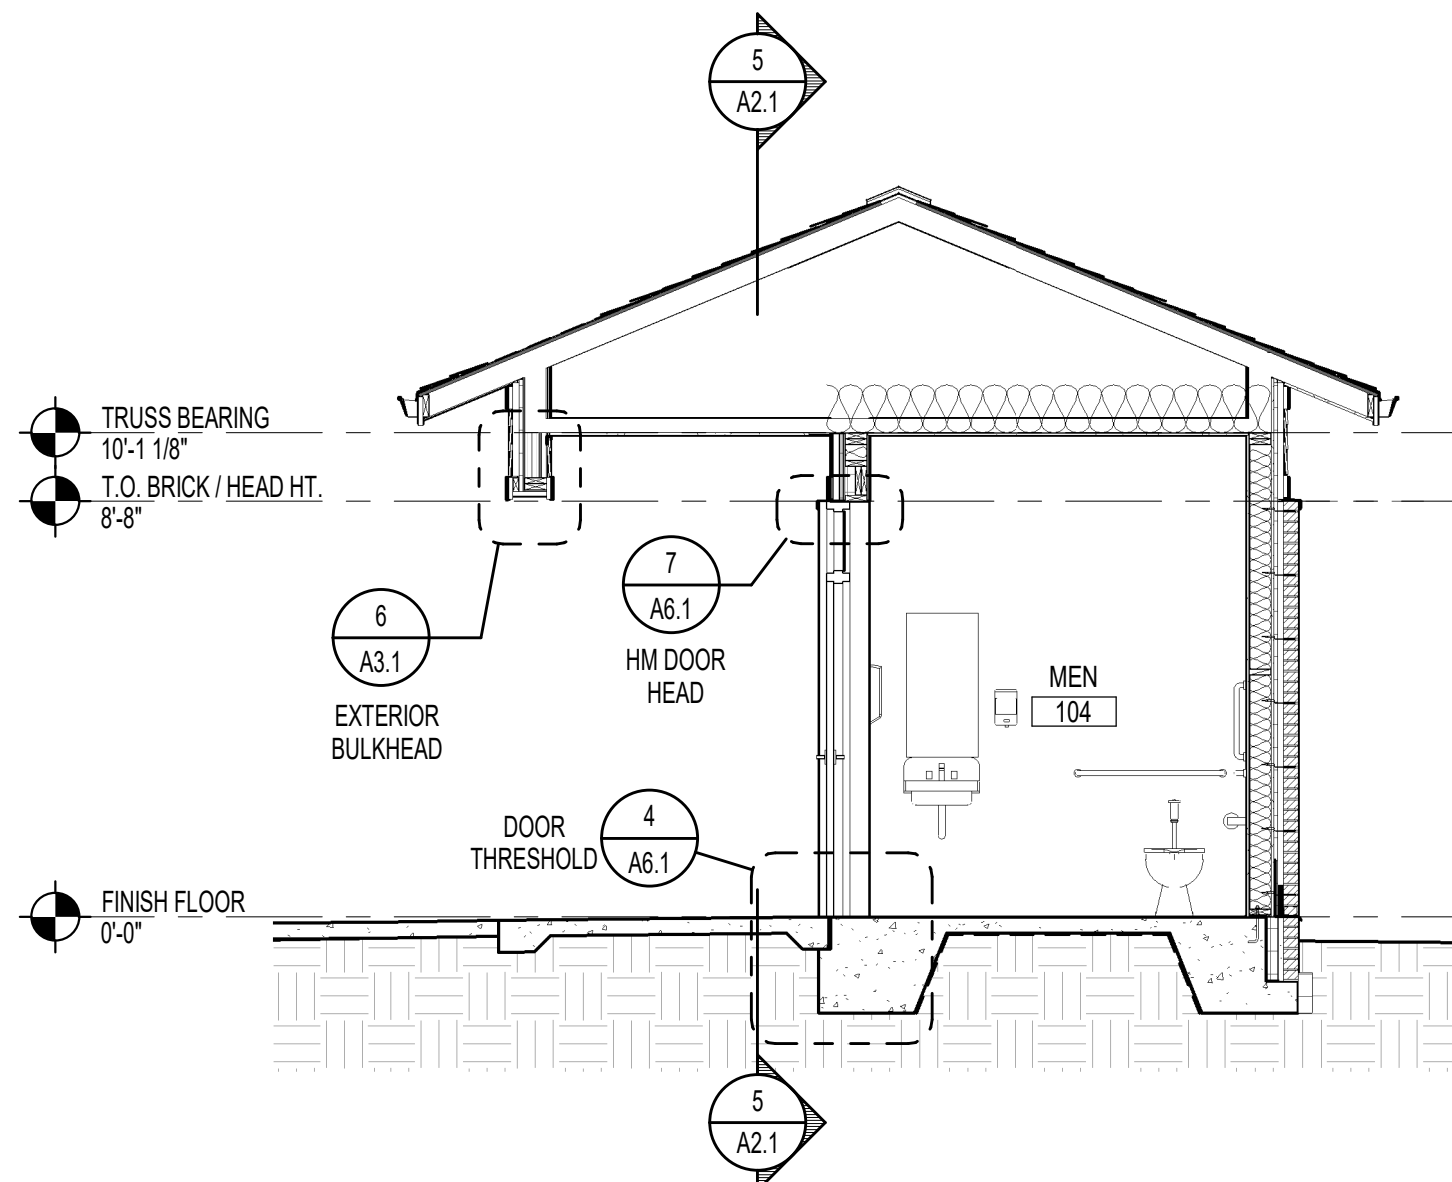 5
A2.1
TRUSS BEARING
10'-1 1/8"
T.O. BRICK / HEAD HT.
8'-8"
7
A6.1
HM DOOR
HEAD
6
A3.1
EXTERIOR
BULKHEAD
MEN
104
4
A6.1
DOOR
THRESHOLD
FINISH FLOOR
0'-0"
5
A2.1